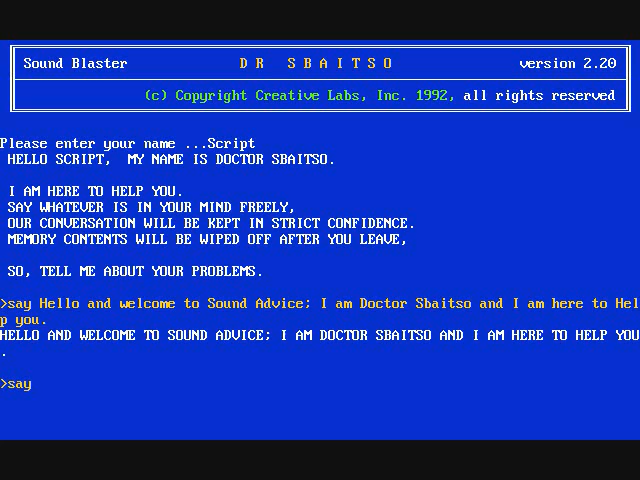 Sound Blaster D R S B A I T S O version 2.20
(c) Copyright Creative Labs, Inc. 1992, all rights reserved
Please enter your name ...Script
HELLO SCRIPT, MY NAME IS DOCTOR SBAITSO.
I AM HERE TO HELP YOU.
SAY WHATEVER IS IN YOUR MIND FREELY,
OUR CONVERSATION WILL BE KEPT IN STRICT CONFIDENCE.
MEMORY CONTENTS WILL BE WIPED OFF AFTER YOU LEAVE,
SO, TELL ME ABOUT YOUR PROBLEMS.
>say Hello and welcome to Sound Advice; I am Doctor Sbaitso and I am here to Hel
p you.
HELLO AND WELCOME TO SOUND ADVICE; I AM DOCTOR SBAITSO AND I AM HERE TO HELP YOU
.
>say